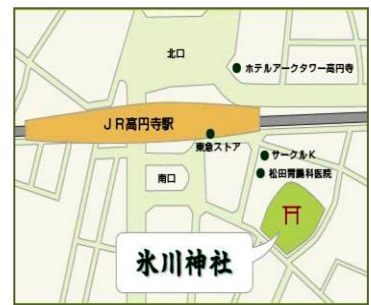 北口
ホテルアークタワー高円寺
JR高円寺駅
東急ストア
サークルK
南口
松田胃腸科医院
氷川神社